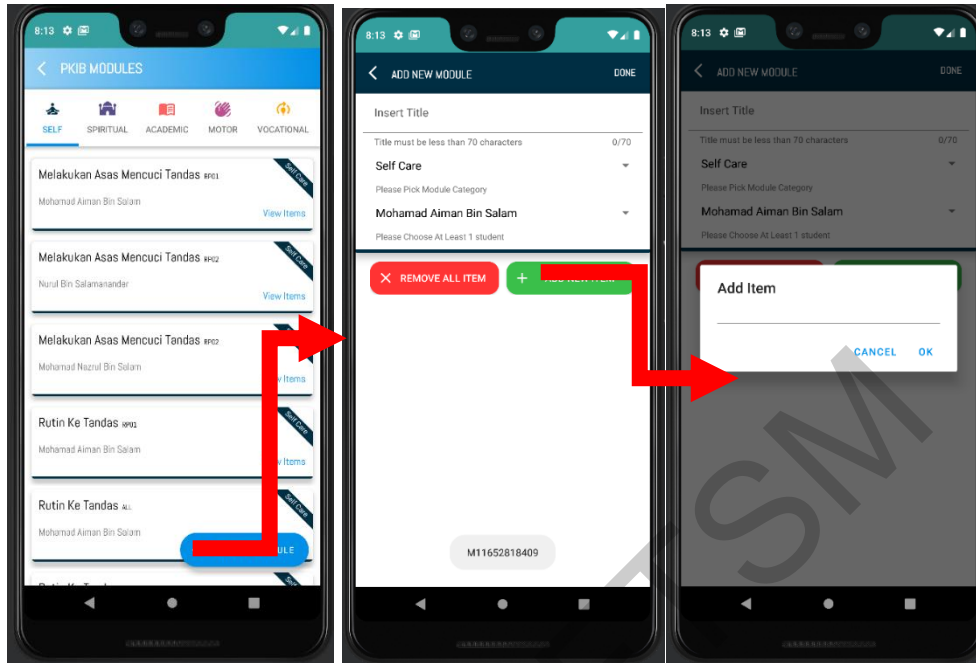 8:13
PKIB MODULES
SELF SPIRITUAL ACADEMIC MOTOR VOCATIONAL
Self Care
Melakukan Asas Mencuci Tandas RP01
Mohamad Aiman Bin Salam
View Items
Self Care
Melakukan Asas Mencuci Tandas RP02
Nurul Bin Salamanandar
View Items
Melakukan Asas Mencuci Tandas RP02
Mohamad Nazrul Bin Salam
Items
Self Care
Rutin Ke Tandas RP01
Mohamad Aiman Bin Salam
Items
Self Care
Rutin Ke Tandas ALL
Mohamad Aiman Bin Salam
8:13
ADD NEW MODULE DONE
Insert Title
Title must be less than 70 characters 0/70
Self Care
Please Pick Module Category
Mohamad Aiman Bin Salam
Please Choose At Least 1 student
REMOVE ALL ITEM
M11652818409
8:13
ADD NEW MODULE DONE
Insert Title
Title must be less than 70 characters 0/70
Self Care
Please Pick Module Category
Mohamad Aiman Bin Salam
Please Choose At Least 1 student
Add Item
CANCEL OK